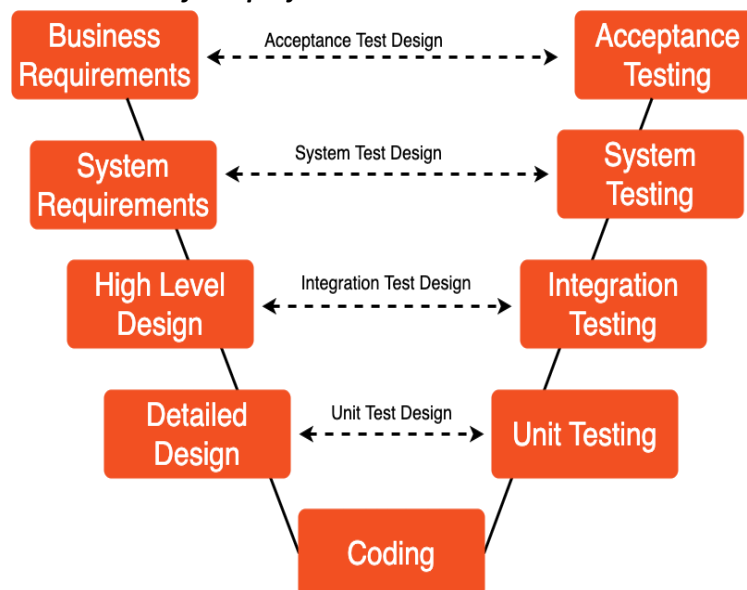 Business
Requirements
Acceptance Test Design
Acceptance
Testing
System
Requirements
System Test Design
System
Testing
High Level
Design
Integration Test Design
Integration
Testing
Detailed
Design
Unit Test Design
Unit Testing
Coding